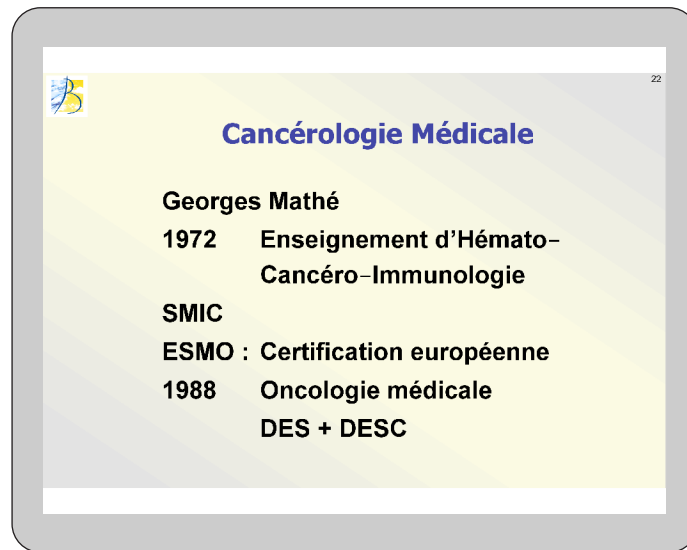 22
Cancérologie Médicale
Georges Mathé
1972 Enseignement d'Hémato-
Cancéro-Immunologie
SMIC
ESMO : Certification européenne
1988 Oncologie médicale
DES + DESC